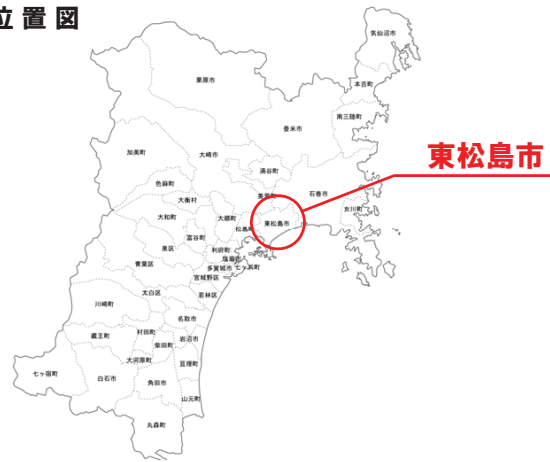 位置図
気仙沼市
本吉町
栗原市
南三陸町
登米市
加美町
大崎市
涌谷町
東松島市
色麻町
美里町
石巻市
大衡村
女川町
大和町
大郷町
東松島市
松島町
富谷町
泉区
利府町
塩竈市
青葉区
多賀城市
七ヶ浜町
宮城野区
太白区
若林区
川崎町
名取市
村田町
岩沼市
蔵王町
柴田町
大河原町
亘理町
七ヶ宿町
白石市
角田市
山元町
丸森町